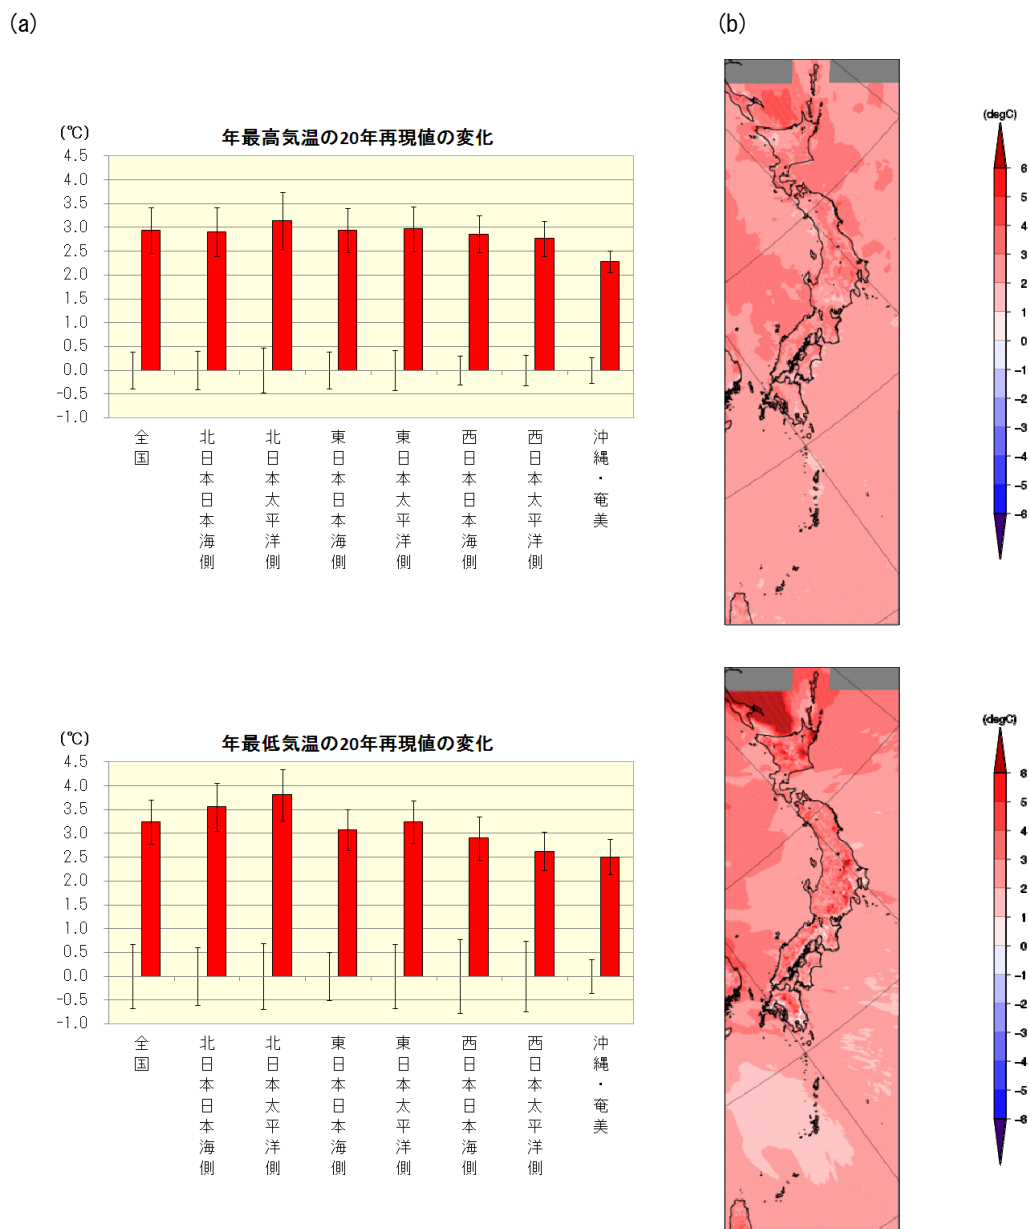 (a)
(b)
(℃)
年最高気温の20年再現値の変化
4.5
4.0
3.5
3.0
2.5
2.0
1.5
1.0
0.5
0.0
-0.5
-1.0
全国
北日本日本海側
北日本太平洋側
東日本日本海側
東日本太平洋側
西日本日本海側
西日本太平洋側
沖縄・奄美
(degC)
6
5
4
3
2
1
0
-1
-2
-3
-4
-5
-6
(℃)
年最低気温の20年再現値の変化
4.5
4.0
3.5
3.0
2.5
2.0
1.5
1.0
0.5
0.0
-0.5
-1.0
全国
北日本日本海側
北日本太平洋側
東日本日本海側
東日本太平洋側
西日本日本海側
西日本太平洋側
沖縄・奄美
(degC)
6
5
4
3
2
1
0
-1
-2
-3
-4
-5
-6